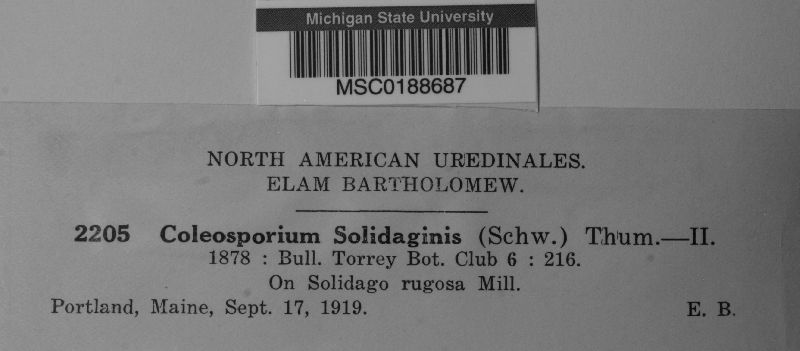 Michigan State University
MSC0188687
NORTH AMERICAN UREDINALES.
ELAM BARTHOLOMEW.
2205 Coleosporium Solidaginis (Schw.) Thum.—II.
1878 : Bull. Torrey Bot. Club 6 : 216.
On Solidago rugosa Mill.
Portland, Maine, Sept. 17, 1919. E. B.